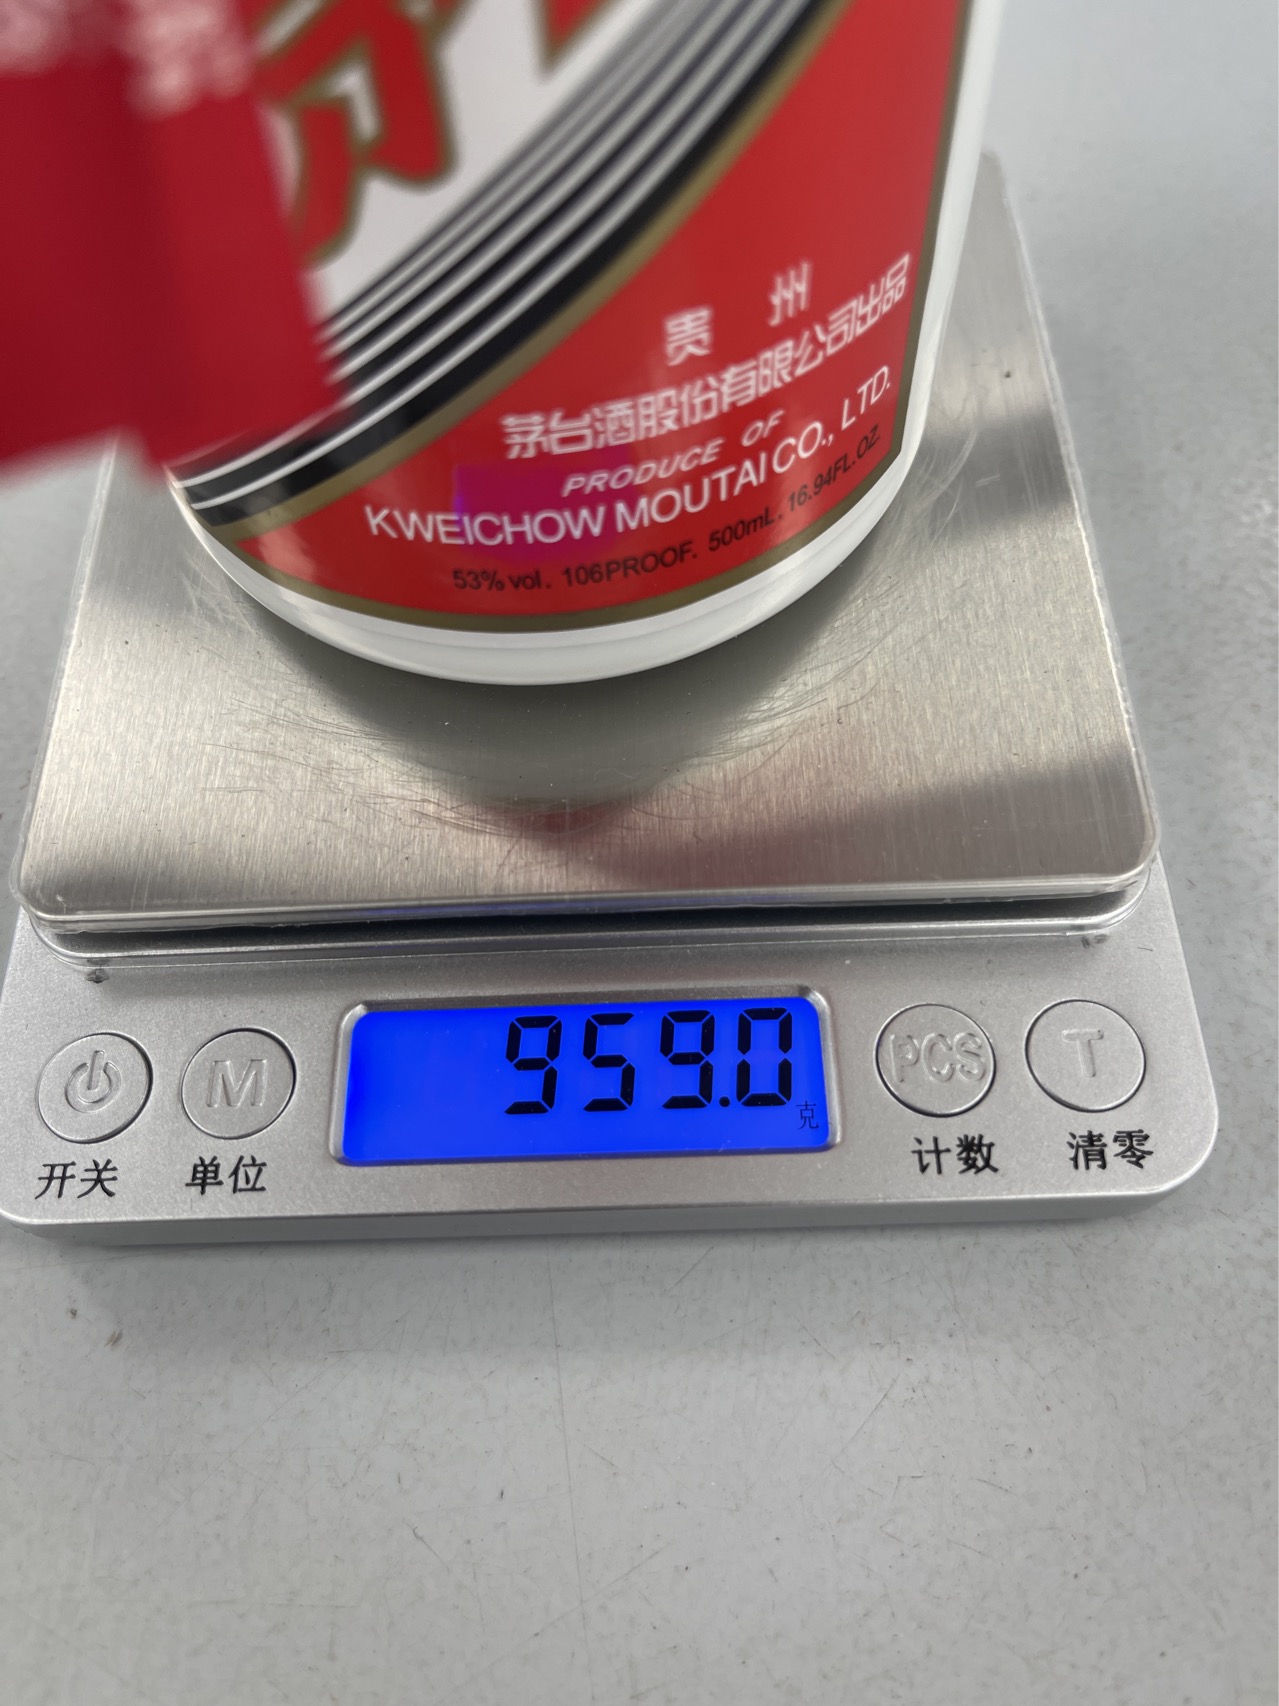 贵州
茅台酒股份有限公司出品
PRODUCE OF
KWEICHOW MOUTAI CO., LTD.
53% vol. 106PROOF. 500mL. 16.94FL.OZ.
959.0
克
M
PCS
T
开关
单位
计数
清零